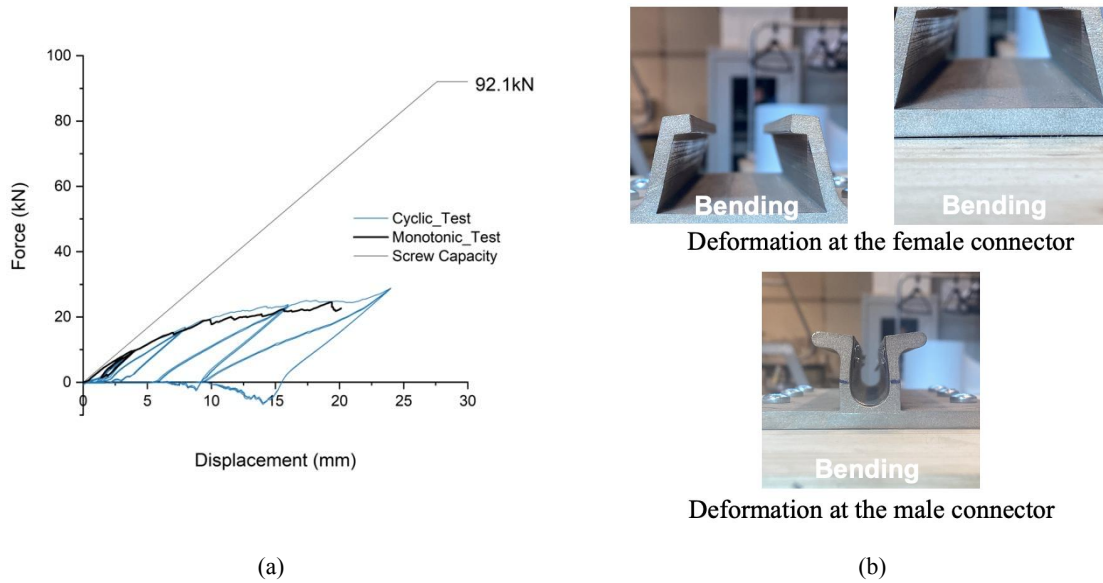 100
80
60
40
20
0
Force (kN)
92.1kN
Cyclic_Test
Monotonic_Test
Screw Capacity
0 5 10 15 20 25 30
Displacement (mm)
(a)
Bending
Bending
Deformation at the female connector
Bending
Deformation at the male connector
(b)